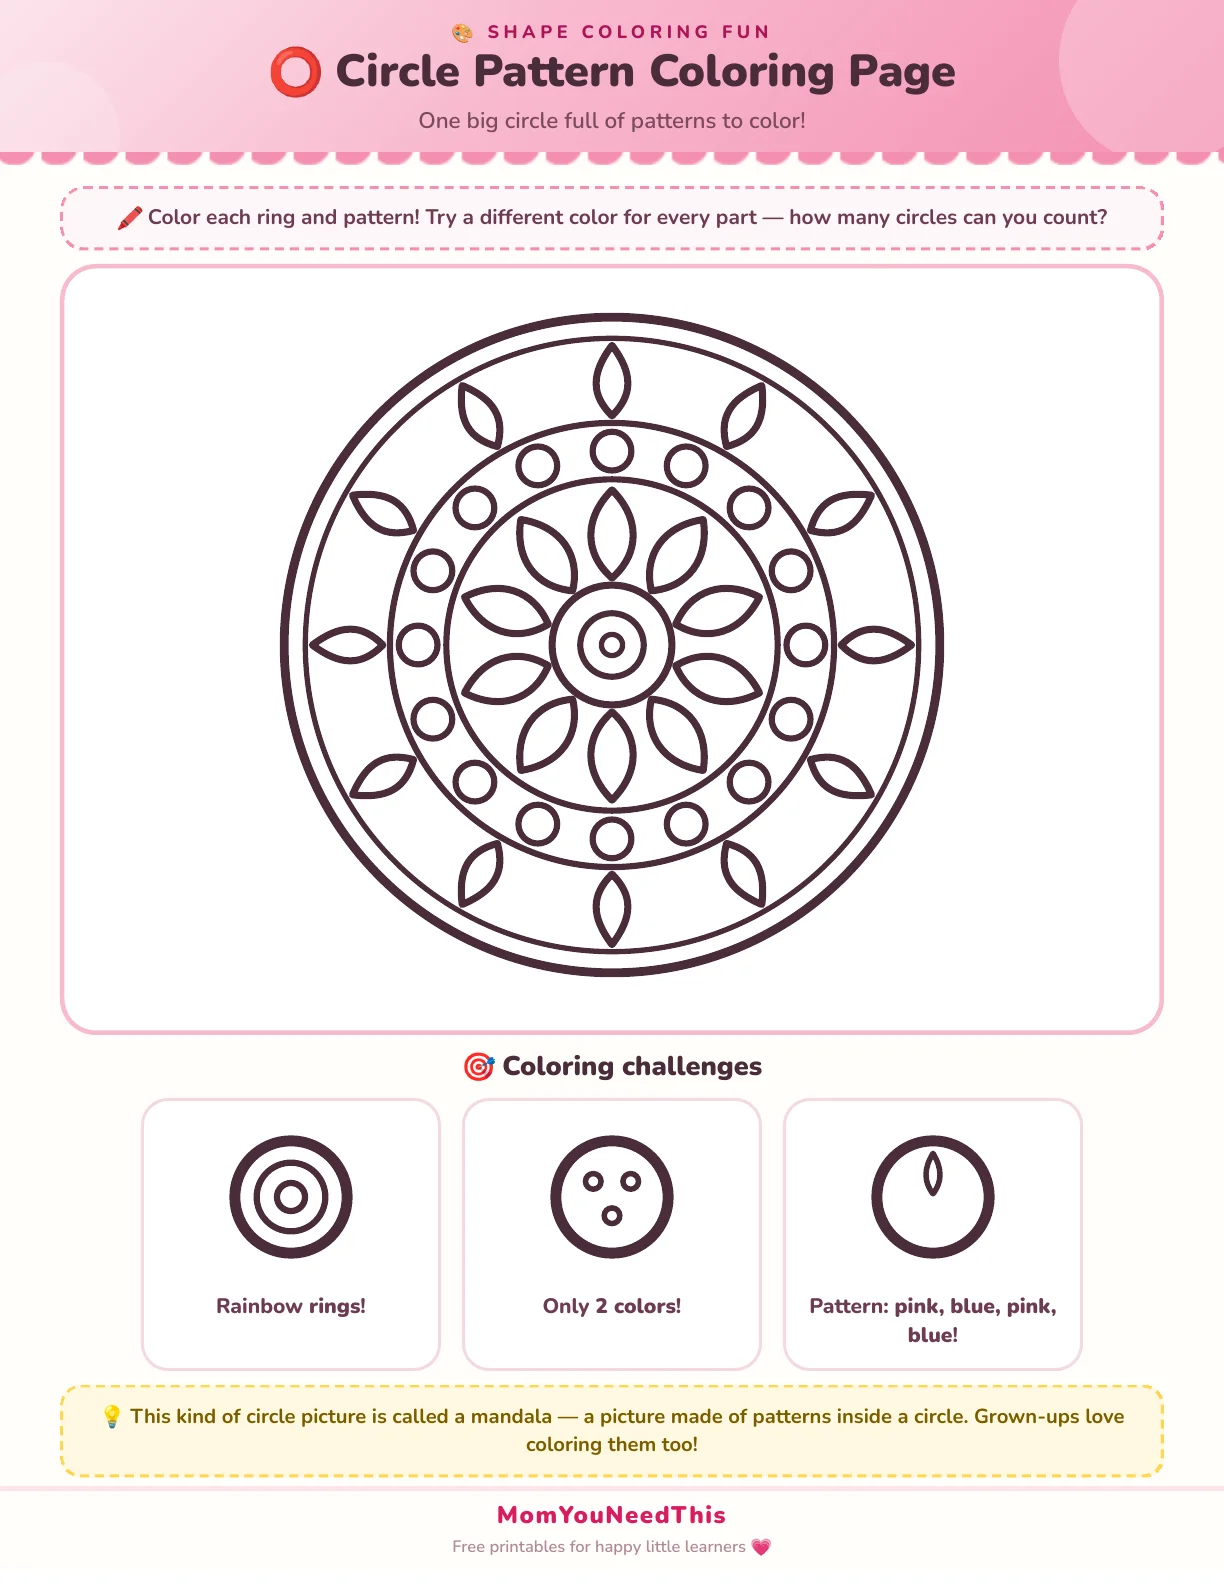 🎨 SHAPE COLORING FUN
⭕ Circle Pattern Coloring Page
One big circle full of patterns to color!
🖍️ Color each ring and pattern! Try a different color for every part — how many circles can you count?
🎯 Coloring challenges
Rainbow rings!
Only 2 colors!
Pattern: pink, blue, pink,
blue!
💡 This kind of circle picture is called a mandala — a picture made of patterns inside a circle. Grown-ups love
coloring them too!
MomYouNeedThis
Free printables for happy little learners 💗